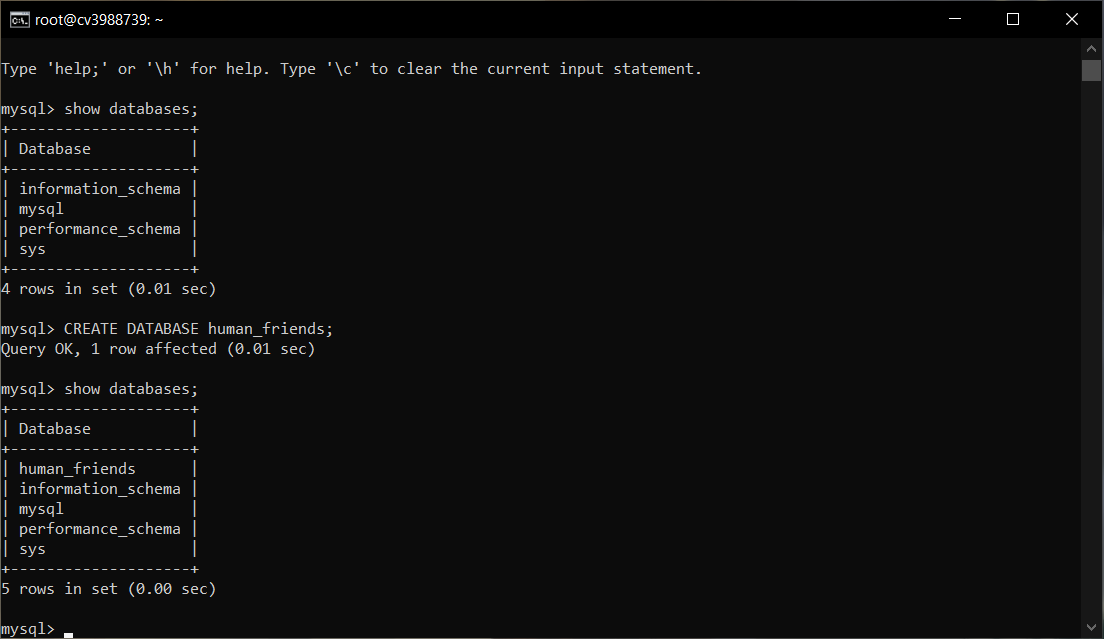 root@cv3988739: ~
Type 'help;' or '\h' for help. Type '\c' to clear the current input statement.
mysql> show databases;
+--------------------+
| Database           |
+--------------------+
| information_schema |
| mysql              |
| performance_schema |
| sys                |
+--------------------+
4 rows in set (0.01 sec)
mysql> CREATE DATABASE human_friends;
Query OK, 1 row affected (0.01 sec)
mysql> show databases;
+--------------------+
| Database           |
+--------------------+
| human_friends      |
| information_schema |
| mysql              |
| performance_schema |
| sys                |
+--------------------+
5 rows in set (0.00 sec)
mysql>